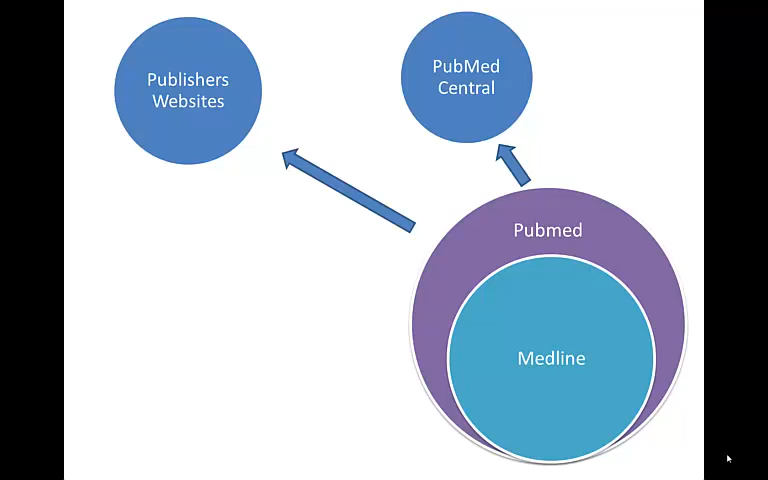 Publishers
Websites
PubMed
Central
Pubmed
Medline